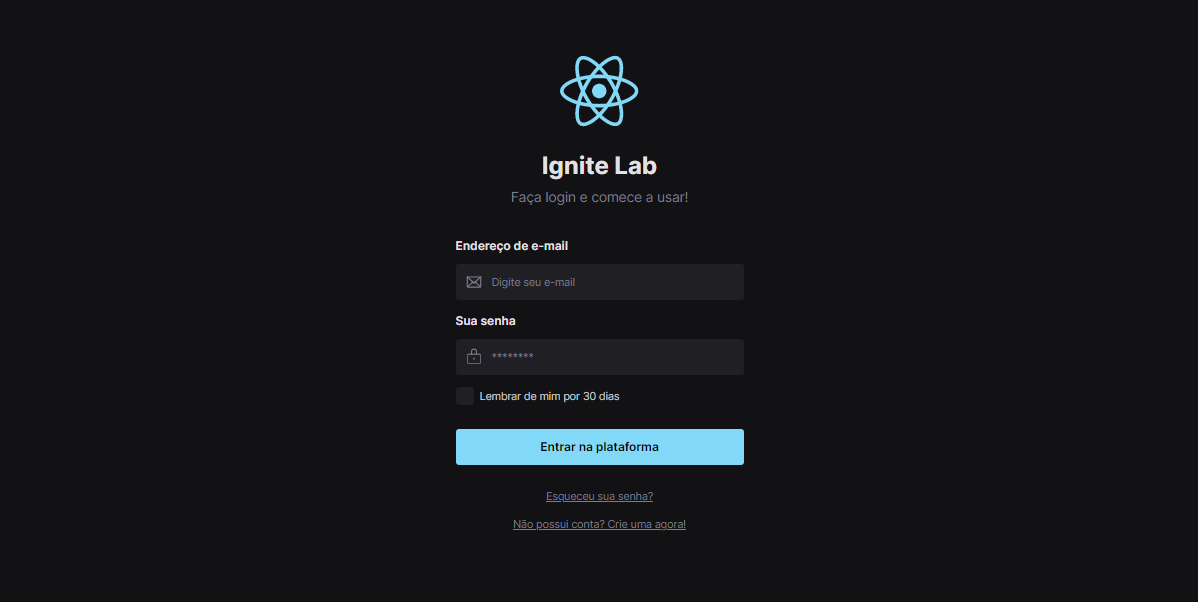 Ignite Lab
Faça login e comece a usar!
Endereço de e-mail
Digite seu e-mail
Sua senha
********
Lembrar de mim por 30 dias
Entrar na plataforma
Esqueceu sua senha?
Não possui conta? Crie uma agora!